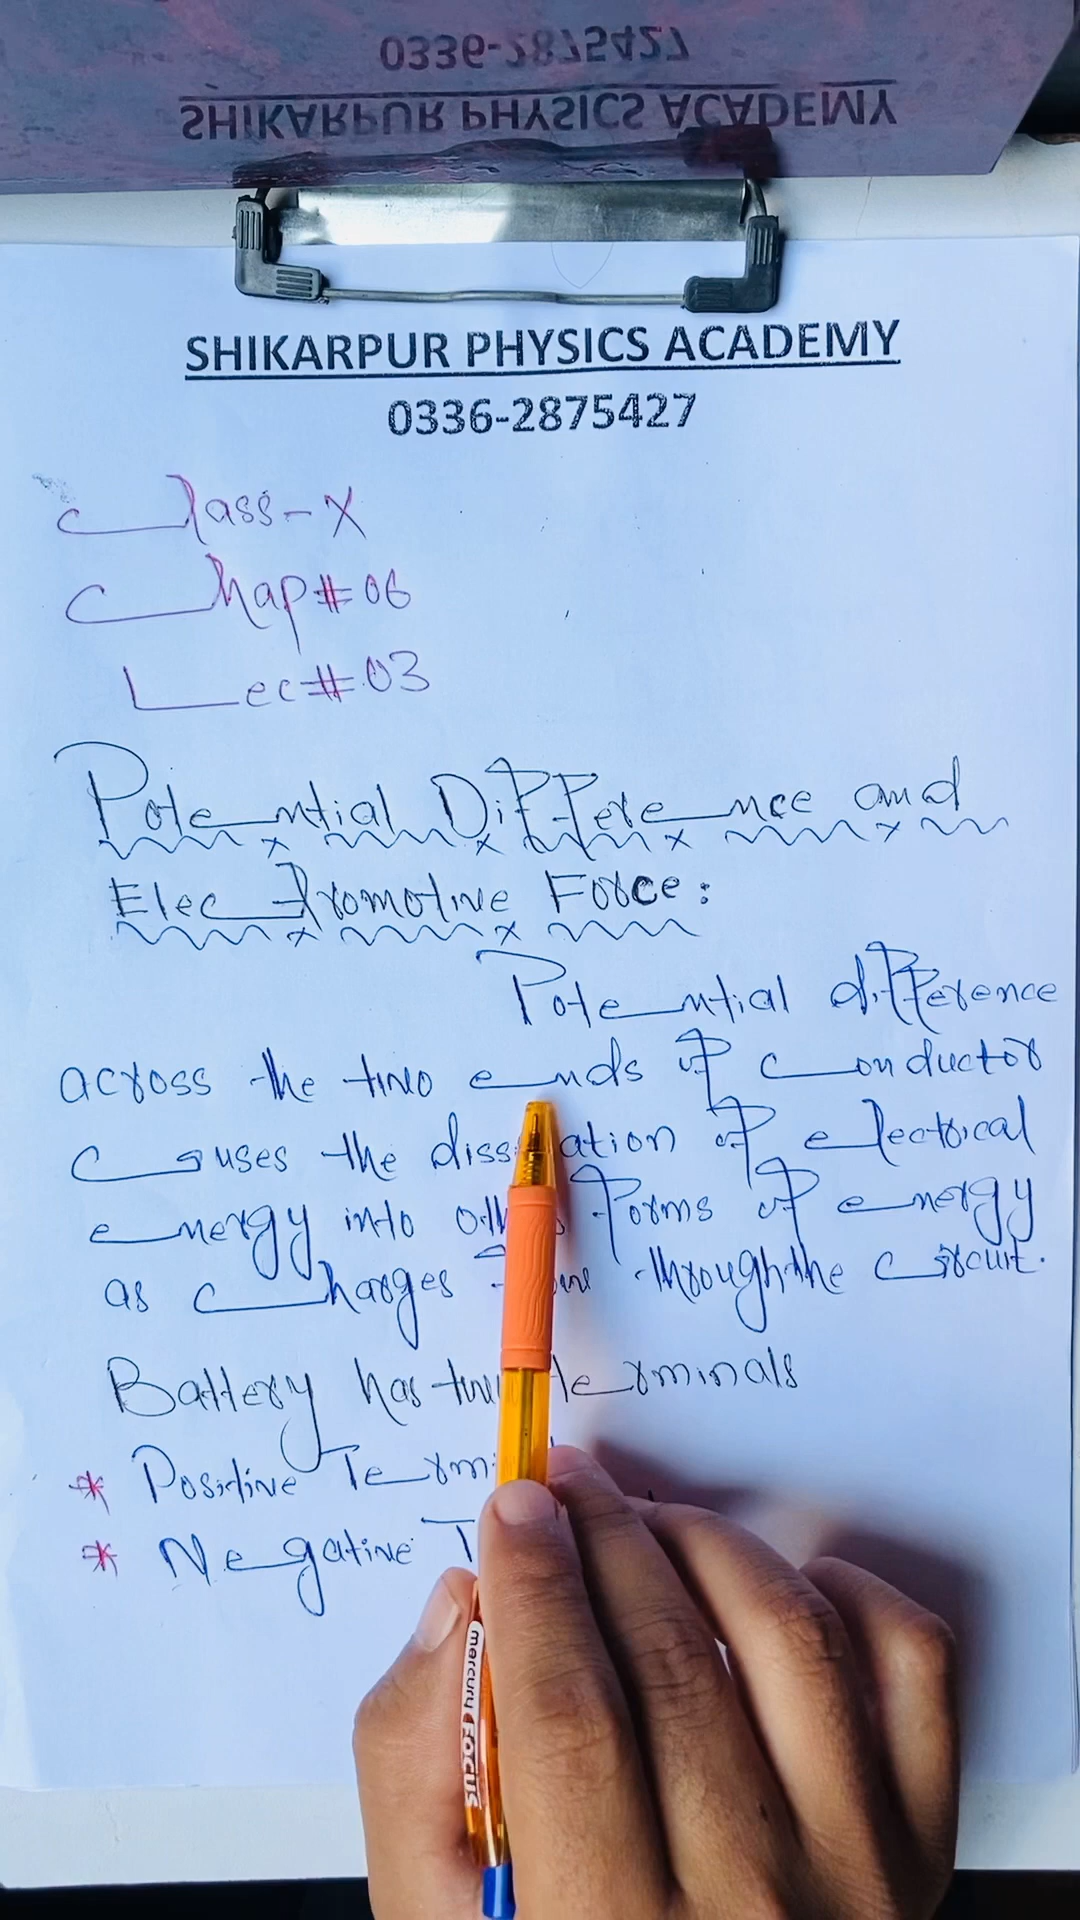 0336-2875427
SHIKARPUR PHYSICS ACADEMY
SHIKARPUR PHYSICS ACADEMY
0336-2875427
Class-X
Chap#06
Lec#03
Potential Difference and
Electromotive Force:
Potential difference
across the two ends of conductor
causes the dissipation of electorical
energy into other forms of energy
as charges through the circuit.
Battery has two terminals
* Positive
* Negative
mercury Focus